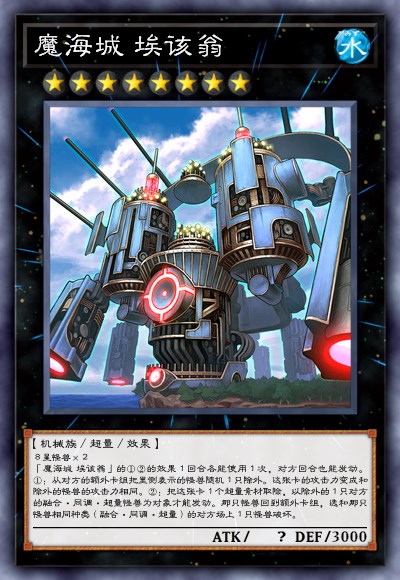 魔海城 埃该翁
水
【机械族／超量／效果】
8星怪兽×2
「魔海城 埃该翁」的①②的效果1回合各能使用1次，对方回合也能发动。
①：从对方的额外卡组把里侧表示的怪兽随机1只除外。这张卡的攻击力变成和
除外的怪兽的攻击力相同。②：把这张卡1个超量素材取除，以除外的1只对方
的融合·同调·超量怪兽为对象才能发动。那只怪兽回到额外卡组，选和那只
怪兽相同种类（融合·同调·超量）的对方场上1只怪兽破坏。
ATK/ ? DEF/3000